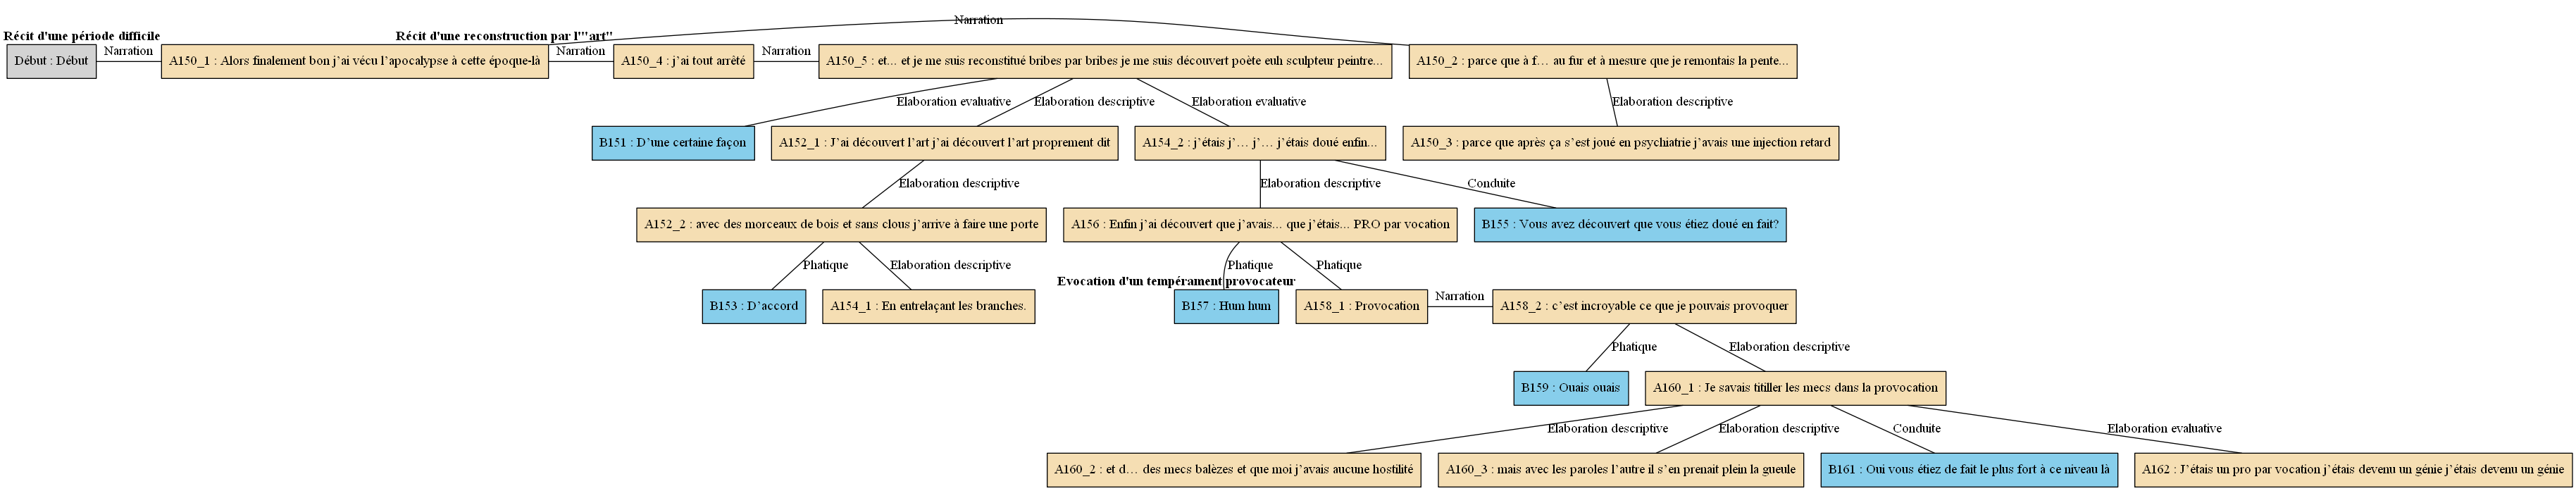 Narration
Récit d'une période difficile
Récit d'une reconstruction par l'"art"
Début : Début
Narration
A150_1 : Alors finalement bon j’ai vécu l’apocalypse à cette époque-là
Narration
A150_4 : j’ai tout arrêté
Narration
A150_5 : et... et je me suis reconstitué bribes par bribes je me suis découvert poète euh sculpteur peintre...
A150_2 : parce que à f… au fur et à mesure que je remontais la pente...
Elaboration evaluative
Elaboration descriptive
Elaboration evaluative
Elaboration descriptive
B151 : D’une certaine façon
A152_1 : J’ai découvert l’art j’ai découvert l’art proprement dit
A154_2 : j’étais j’… j’… j’étais doué enfin...
A150_3 : parce que après ça s’est joué en psychiatrie j’avais une injection retard
Elaboration descriptive
Elaboration descriptive
Conduite
A152_2 : avec des morceaux de bois et sans clous j’arrive à faire une porte
A156 : Enfin j’ai découvert que j’avais... que j’étais... PRO par vocation
B155 : Vous avez découvert que vous étiez doué en fait?
Phatique
Elaboration descriptive
Phatique
Phatique
Evocation d'un tempérament provocateur
B153 : D’accord
A154_1 : En entrelaçant les branches.
B157 : Hum hum
A158_1 : Provocation
Narration
A158_2 : c’est incroyable ce que je pouvais provoquer
Phatique
Elaboration descriptive
B159 : Ouais ouais
A160_1 : Je savais titiller les mecs dans la provocation
Elaboration descriptive
Elaboration descriptive
Conduite
Elaboration evaluative
A160_2 : et d… des mecs balèzes et que moi j’avais aucune hostilité
A160_3 : mais avec les paroles l’autre il s’en prenait plein la gueule
B161 : Oui vous étiez de fait le plus fort à ce niveau là
A162 : J’étais un pro par vocation j’étais devenu un génie j’étais devenu un génie